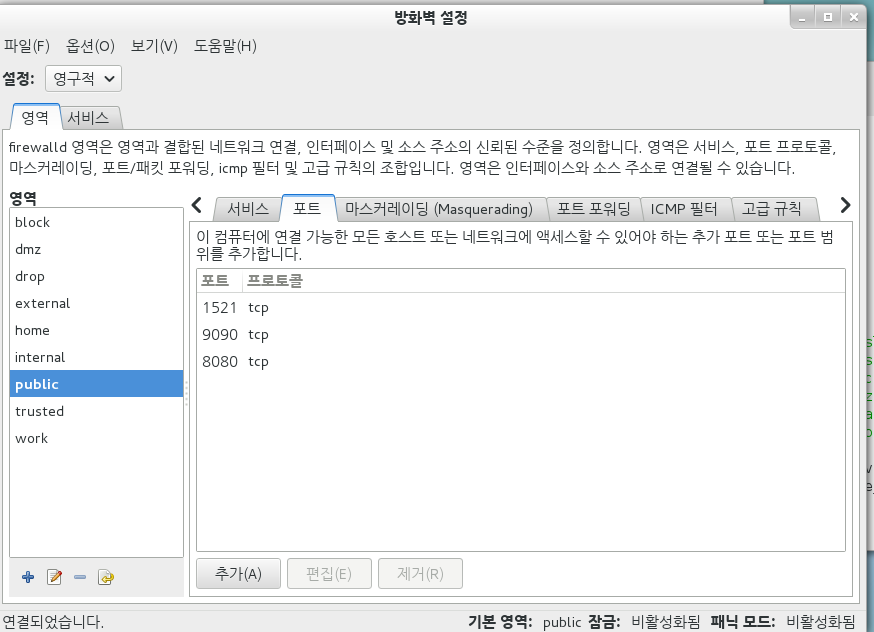 방화벽 설정
파일(F) 옵션(O) 보기(V) 도움말(H)
설정: 영구적
영역 서비스
firewalld 영역은 영역과 결합된 네트워크 연결, 인터페이스 및 소스 주소의 신뢰된 수준을 정의합니다. 영역은 서비스, 포트 프로토콜,
마스커레이딩, 포트/패킷 포워딩, icmp 필터 및 고급 규칙의 조합입니다. 영역은 인터페이스와 소스 주소로 연결될 수 있습니다.
영역
block
dmz
drop
external
home
internal
public
trusted
work
서비스 포트 마스커레이딩 (Masquerading) 포트 포워딩 ICMP 필터 고급 규칙
이 컴퓨터에 연결 가능한 모든 호스트 또는 네트워크에 액세스할 수 있어야 하는 추가 포트 또는 포트 범
위를 추가합니다.
포트 프로토콜
1521 tcp
9090 tcp
8080 tcp
추가(A) 편집(E) 제거(R)
연결되었습니다. 기본 영역: public 잠금: 비활성화됨 패닉 모드: 비활성화됨